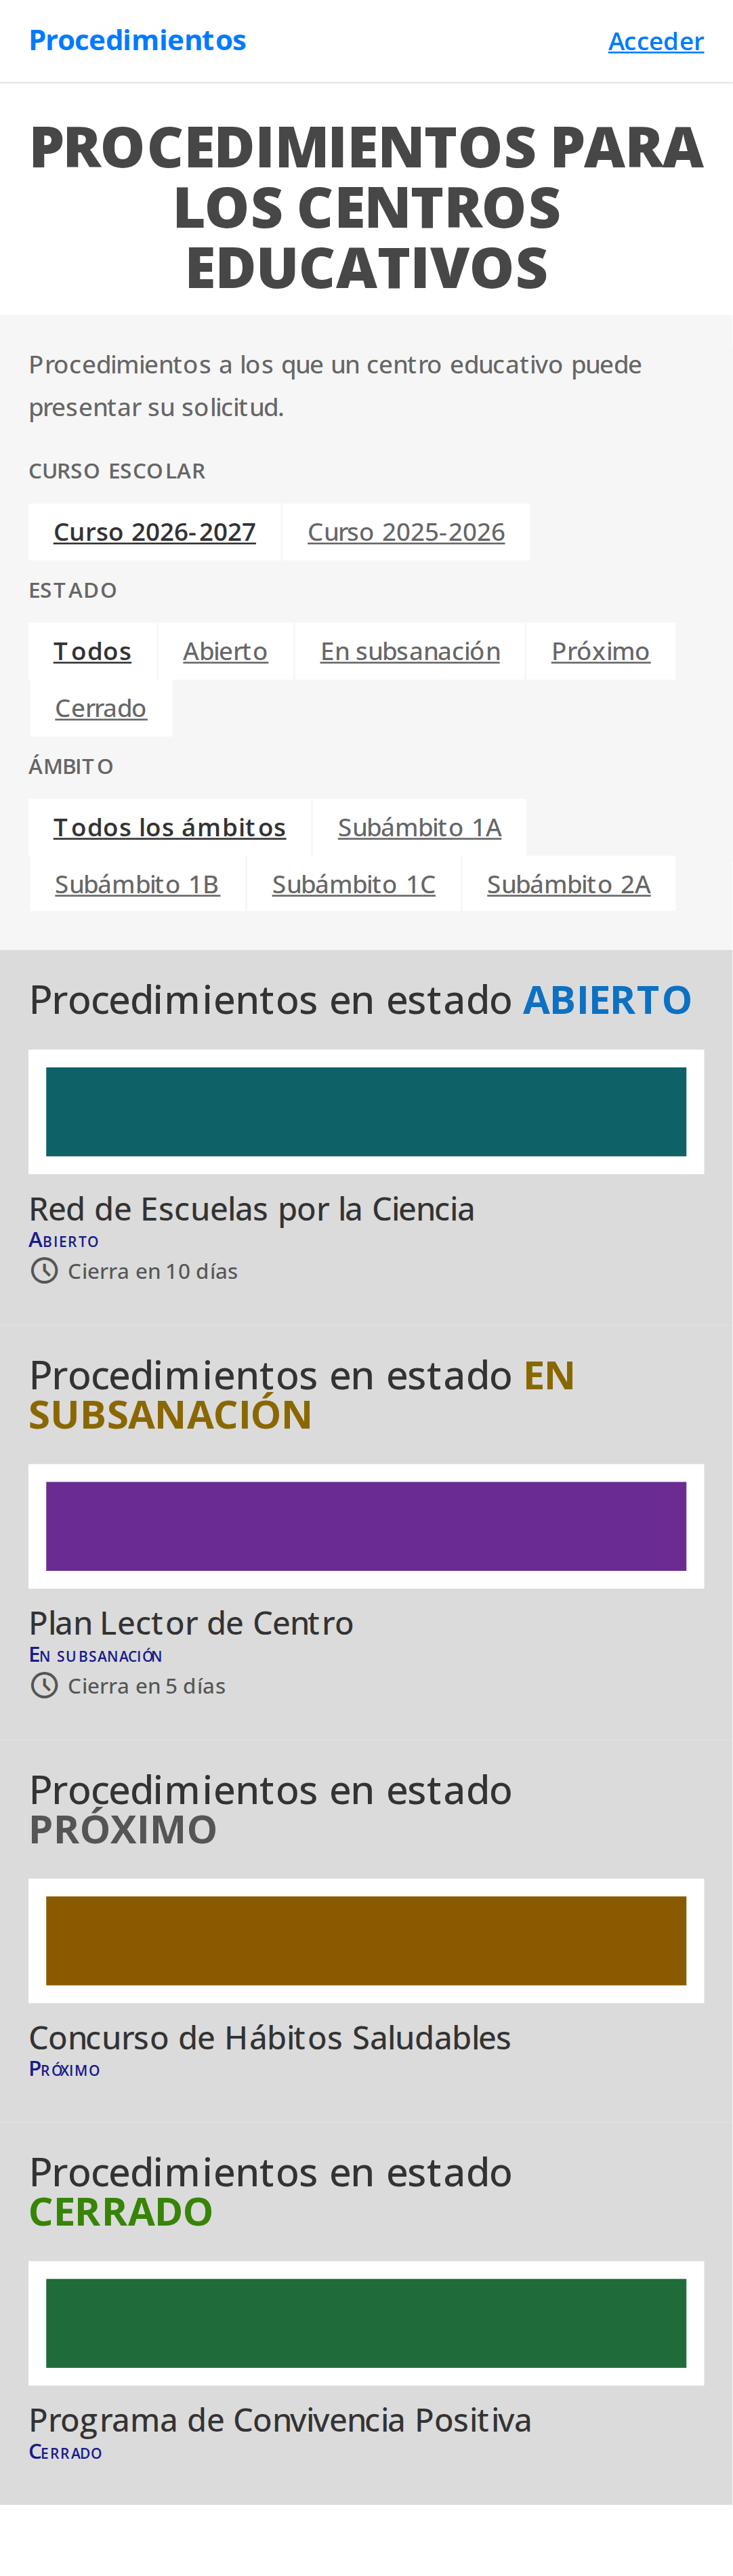 Procedimientos
Acceder
PROCEDIMIENTOS PARA
LOS CENTROS
EDUCATIVOS
Procedimientos a los que un centro educativo puede
presentar su solicitud.
CURSO ESCOLAR
Curso 2026-2027 Curso 2025-2026
ESTADO
Todos Abierto En subsanación Próximo
Cerrado
ÁMBITO
Todos los ámbitos Subámbito 1A
Subámbito 1B Subámbito 1C Subámbito 2A
Procedimientos en estado ABIERTO
Red de Escuelas por la Ciencia
Abierto
Cierra en 10 días
Procedimientos en estado EN
SUBSANACIÓN
Plan Lector de Centro
En subsanación
Cierra en 5 días
Procedimientos en estado
PRÓXIMO
Concurso de Hábitos Saludables
Próximo
Procedimientos en estado
CERRADO
Programa de Convivencia Positiva
Cerrado